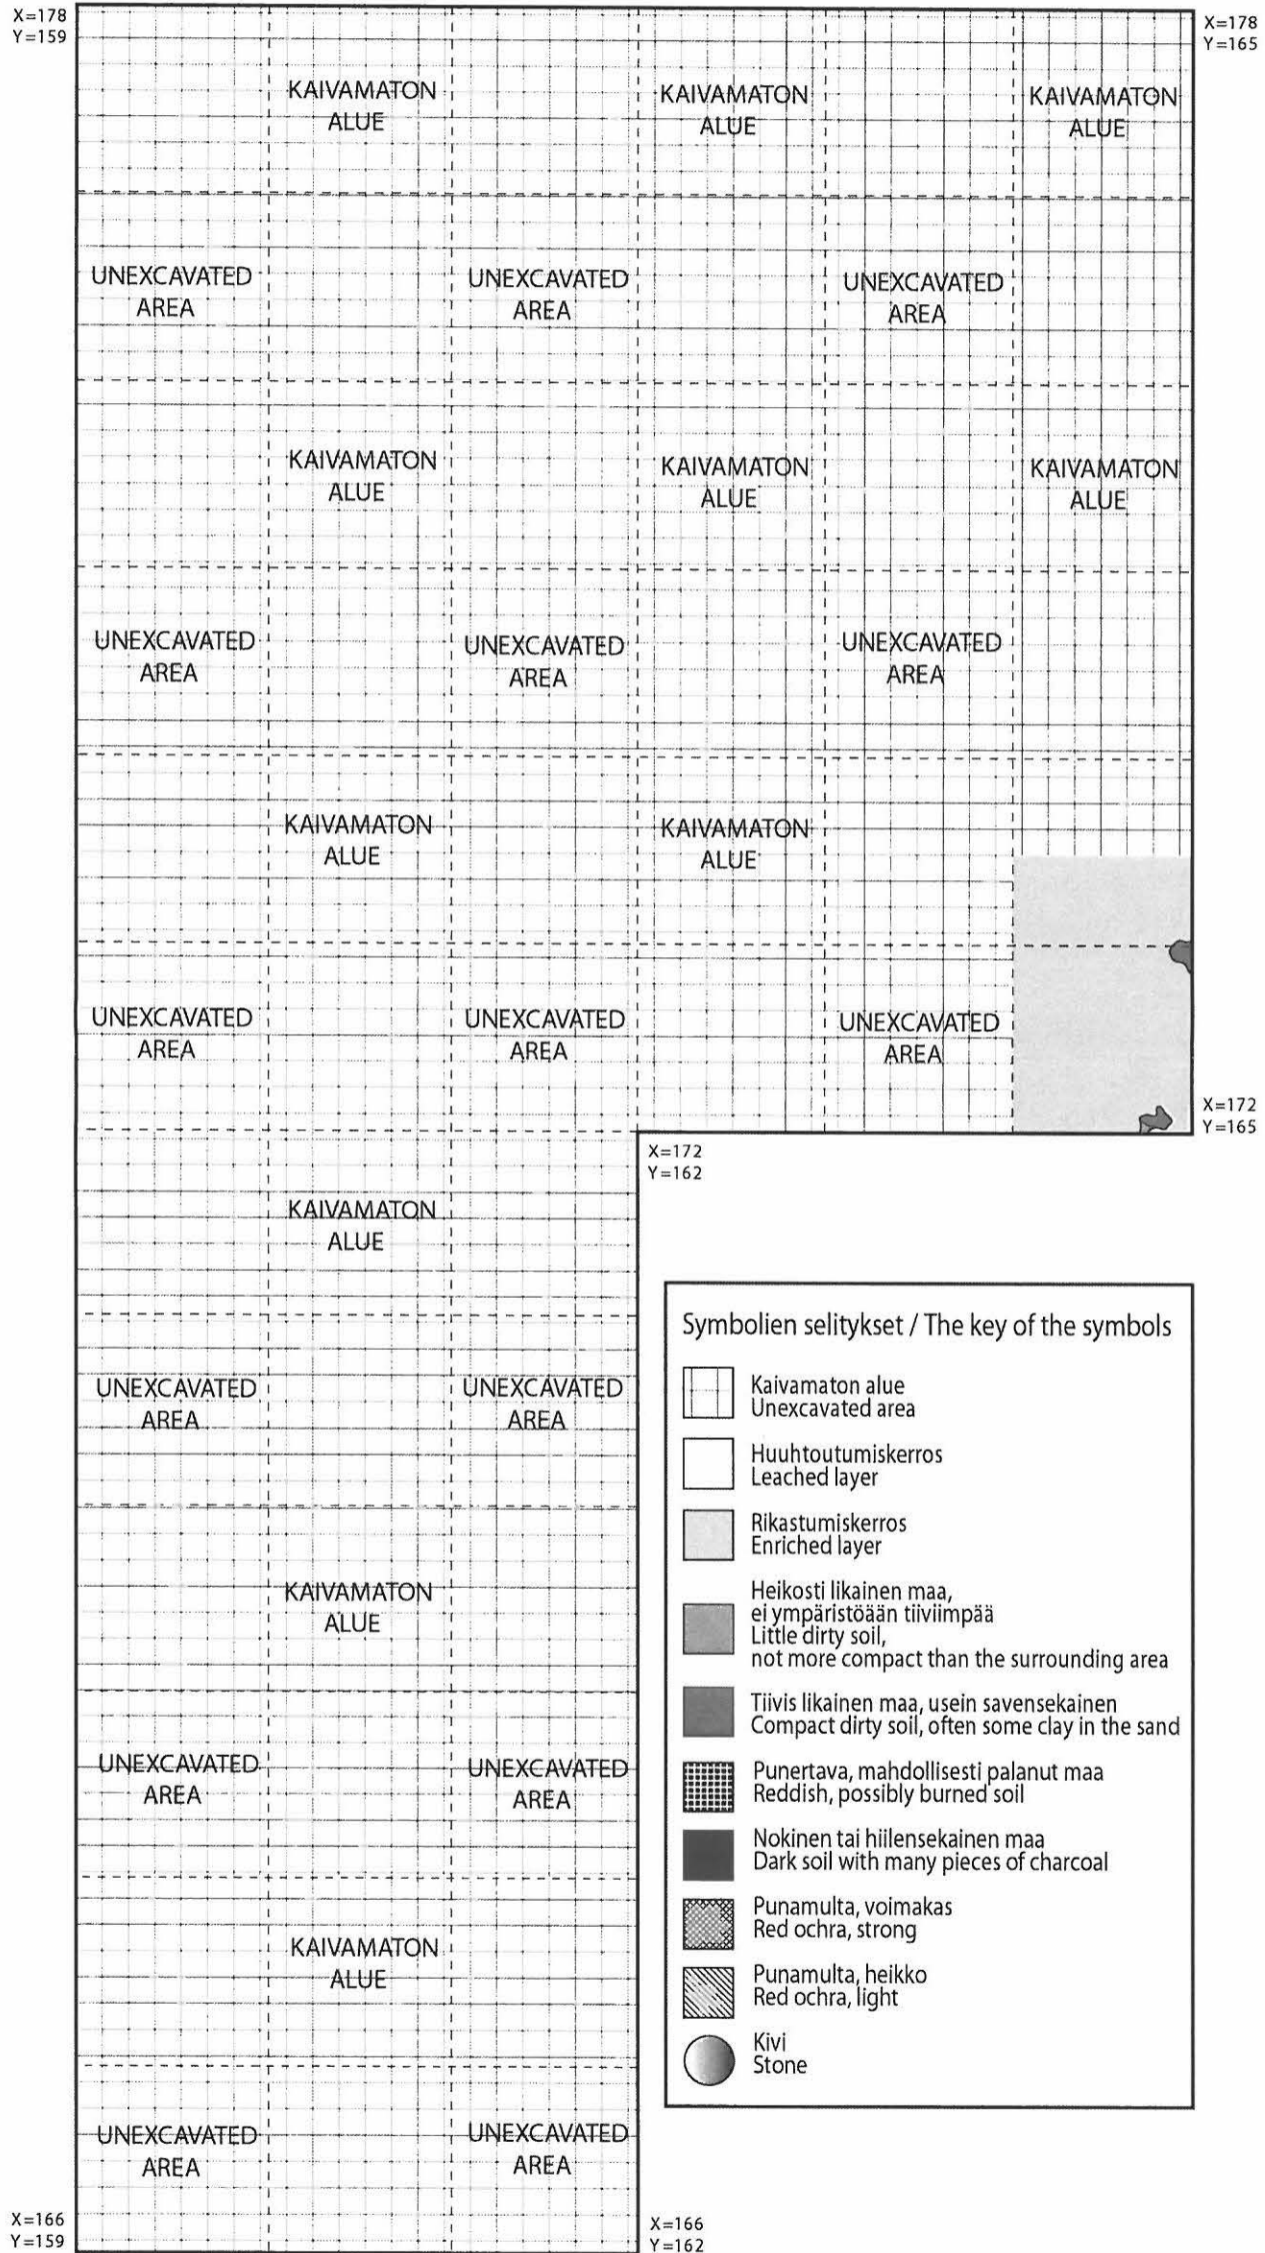 X=178
Y=159
X=178
Y=165
KAIVAMATON
ALUE
KAIVAMATON
ALUE
KAIVAMATON
ALUE
UNEXCAVATED
AREA
UNEXCAVATED
AREA
UNEXCAVATED
AREA
KAIVAMATON
ALUE
KAIVAMATON
ALUE
KAIVAMATON
ALUE
UNEXCAVATED
AREA
UNEXCAVATED
AREA
UNEXCAVATED
AREA
KAIVAMATON
ALUE
KAIVAMATON
ALUE
UNEXCAVATED
AREA
UNEXCAVATED
AREA
UNEXCAVATED
AREA
X=172
Y=165
X=172
Y=162
KAIVAMATON
ALUE
UNEXCAVATED
AREA
UNEXCAVATED
AREA
KAIVAMATON
ALUE
UNEXCAVATED
AREA
UNEXCAVATED
AREA
KAIVAMATON
ALUE
UNEXCAVATED
AREA
UNEXCAVATED
AREA
X=166
Y=159
X=166
Y=162
Symbolien selitykset / The key of the symbols
Kaivamaton alue
Unexcavated area
Huuhtoutumiskerros
Leached layer
Rikastumiskerros
Enriched layer
Heikosti likainen maa,
ei ympäristöään tiiviimpää
Little dirty soil,
not more compact than the surrounding area
Tiivis likainen maa, usein savensekainen
Compact dirty soil, often some clay in the sand
Punertava, mahdollisesti palanut maa
Reddish, possibly burned soil
Nokinen tai hiilensekainen maa
Dark soil with many pieces of charcoal
Punamulta, voimakas
Red ochra, strong
Punamulta, heikko
Red ochra, light
Kivi
Stone